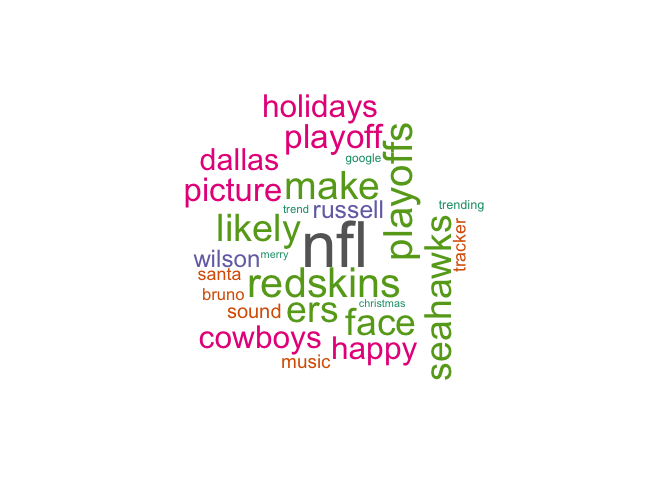 holidays
playoff
playoffs
google
dallas
make
picture
trend
russell
trending
likely
nfl
seahawks
tracker
wilson
merry
santa
redskins
bruno
sound
ers
christmas
face
cowboys
happy
music